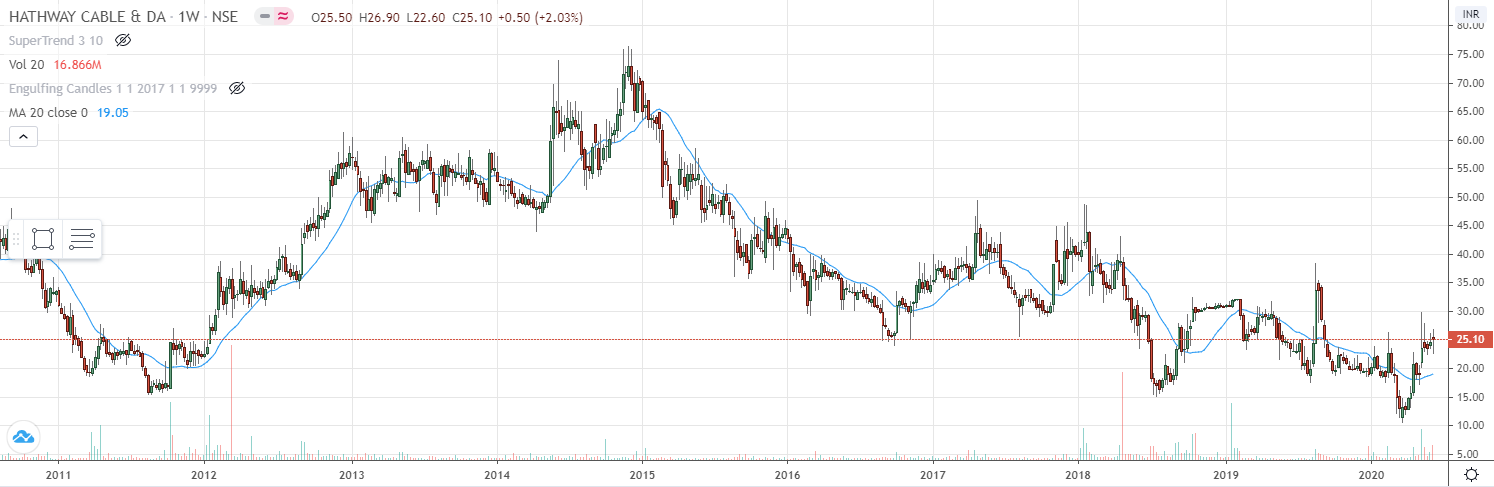 HATHWAY CABLE & DA · 1W · NSE O25.50 H26.90 L22.60 C25.10 +0.50 (+2.03%)
INR
SuperTrend 3 10
Vol 20 16.866M
Engulfing Candles 1 1 2017 1 1 9999
MA 20 close 0 19.05
80.00
75.00
70.00
65.00
60.00
55.00
50.00
45.00
40.00
35.00
30.00
25.10
20.00
15.00
10.00
5.00
2011 2012 2013 2014 2015 2016 2017 2018 2019 2020